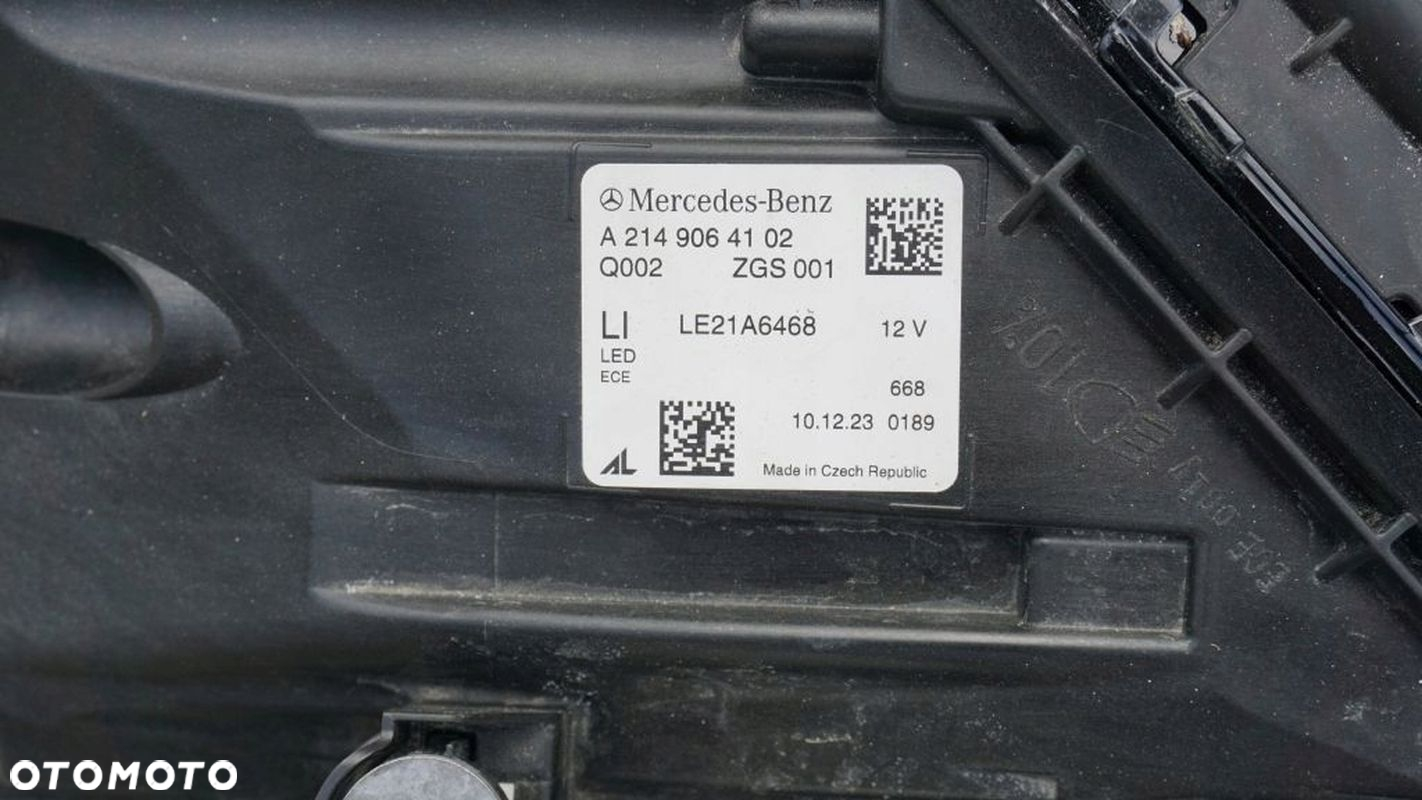 Mercedes-Benz
A 214 906 41 02
Q002 ZGS 001
LI LE21A6468 12 V
LED
ECE
668
10.12.23 0189
AL Made in Czech Republic
10%
OTOMOTO